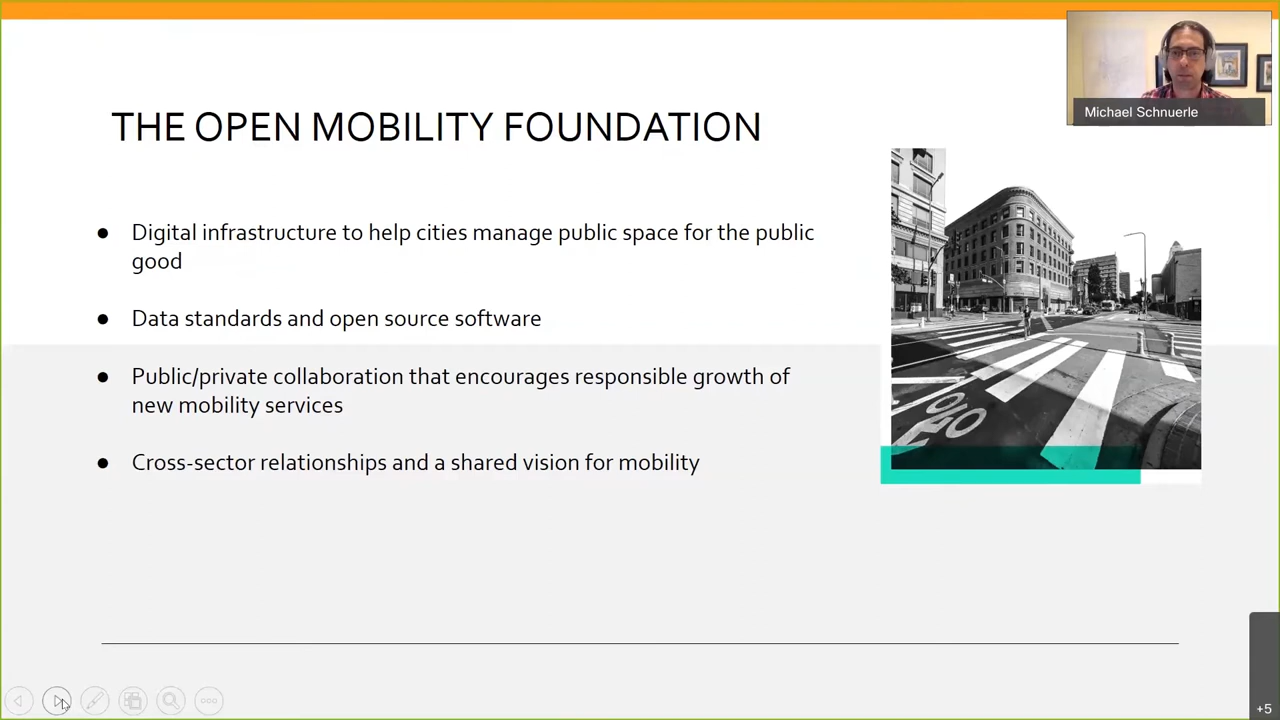 Michael Schnuerle
THE OPEN MOBILITY FOUNDATION
● Digital infrastructure to help cities manage public space for the public
good
● Data standards and open source software
● Public/private collaboration that encourages responsible growth of
new mobility services
● Cross-sector relationships and a shared vision for mobility
+5